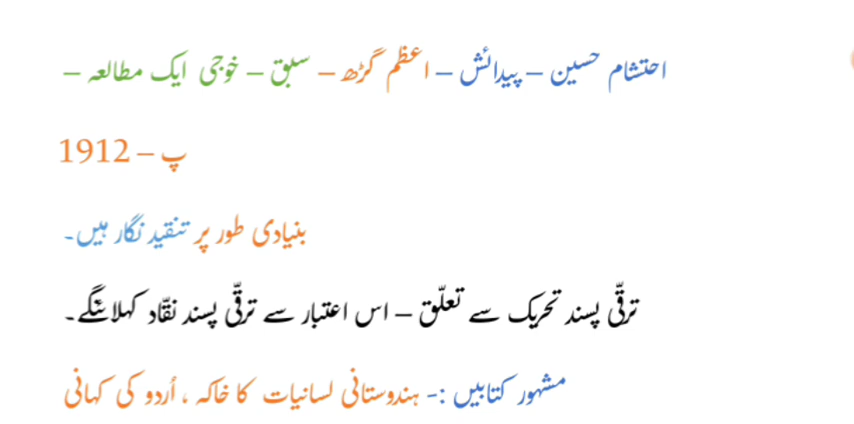 احتشام حسین – پیدائش – اعظم گڑھ – سبق – خوجی ایک مطالعہ –
پ – 1912
بنیادی طور پر تنقید نگار ہیں۔
ترقّی پسند تحریک سے تعلّق – اس اعتبار سے ترقّی پسند نقّاد کہلائنگے۔
مشہور کتابیں :- ہندوستانی لسانیات کا خاکہ ، اُردو کی کہانی